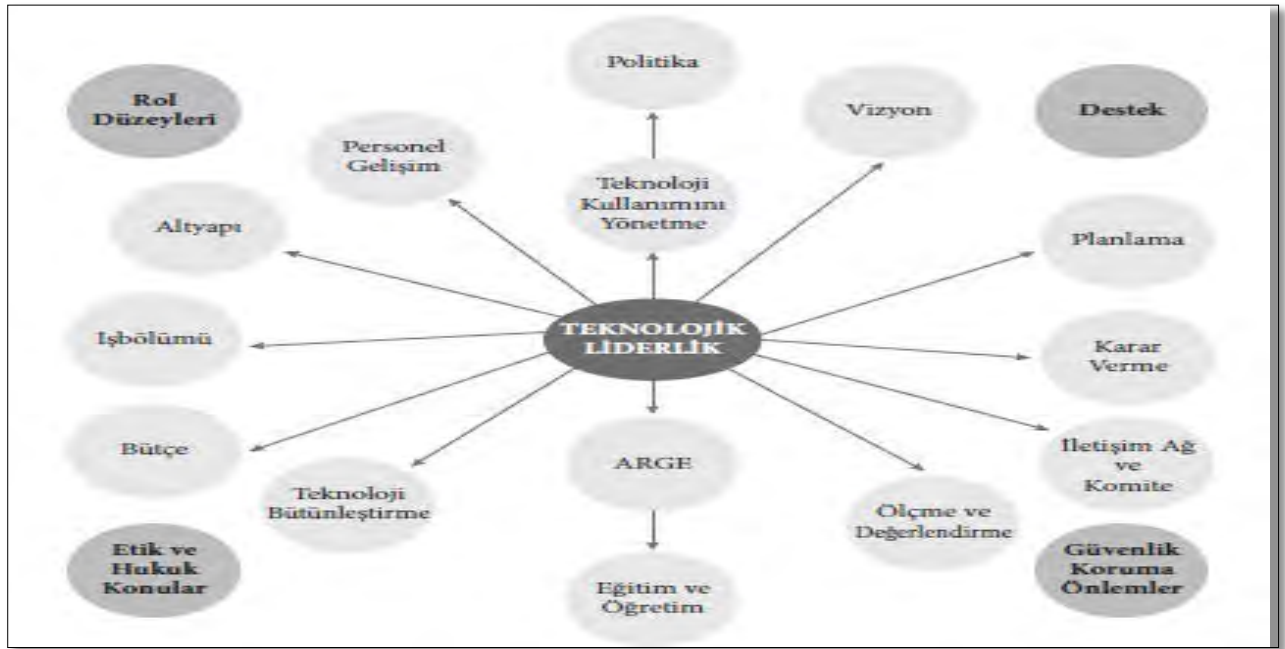 Politika
Rol
Düzeyleri
Vizyon
Destek
Personel
Gelişim
Teknoloji
Kullanımını
Yönetme
Altyapı
Planlama
TEKNOLOJİK
LİDERLİK
İşbölümü
Karar
Verme
Bütçe
ARGE
İletişim Ağ
ve
Komite
Teknoloji
Bütünleştirme
Ölçme ve
Değerlendirme
Etik ve
Hukuk
Konular
Eğitim ve
Öğretim
Güvenlik
Koruma
Önlemler